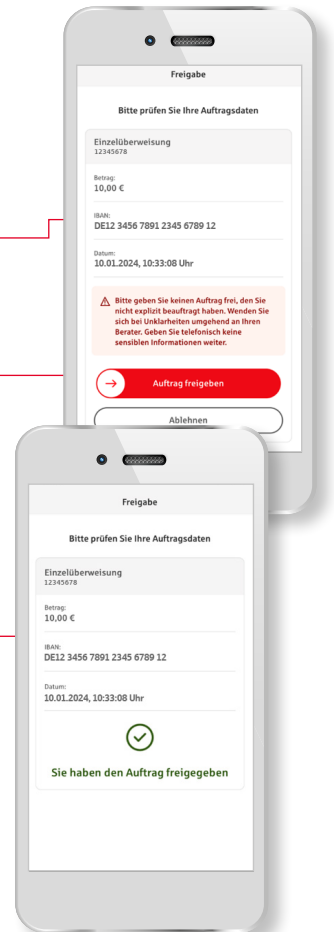 Freigabe
Bitte prüfen Sie Ihre Auftragsdaten
Einzelüberweisung
12345678
Betrag:
10,00 €
IBAN:
DE12 3456 7891 2345 6789 12
Datum:
10.01.2024, 10:33:08 Uhr
Bitte geben Sie keinen Auftrag frei, den Sie
nicht explizit beauftragt haben. Wenden Sie
sich bei Unklarheiten umgehend an Ihren
Berater. Geben Sie telefonisch keine
sensiblen Informationen weiter.
Auftrag freigeben
Ablehnen
Freigabe
Bitte prüfen Sie Ihre Auftragsdaten
Einzelüberweisung
12345678
Betrag:
10,00 €
IBAN:
DE12 3456 7891 2345 6789 12
Datum:
10.01.2024, 10:33:08 Uhr
Sie haben den Auftrag freigegeben